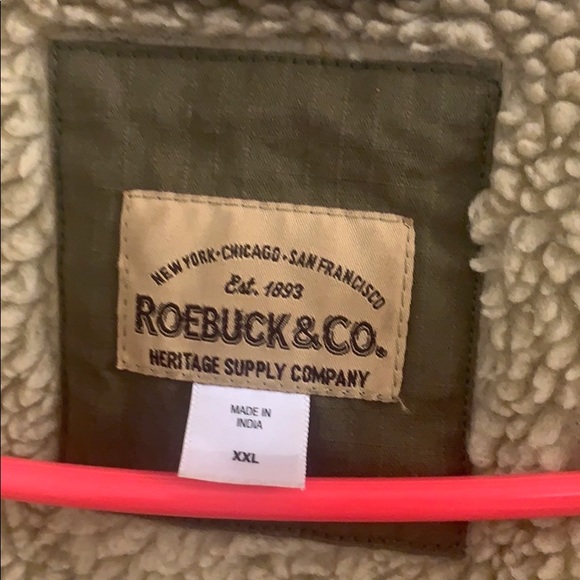 NEW YORK • CHICAGO • SAN FRANCISCO
Est. 1893
ROEBUCK & CO.®
HERITAGE SUPPLY COMPANY
MADE IN
INDIA
XXL